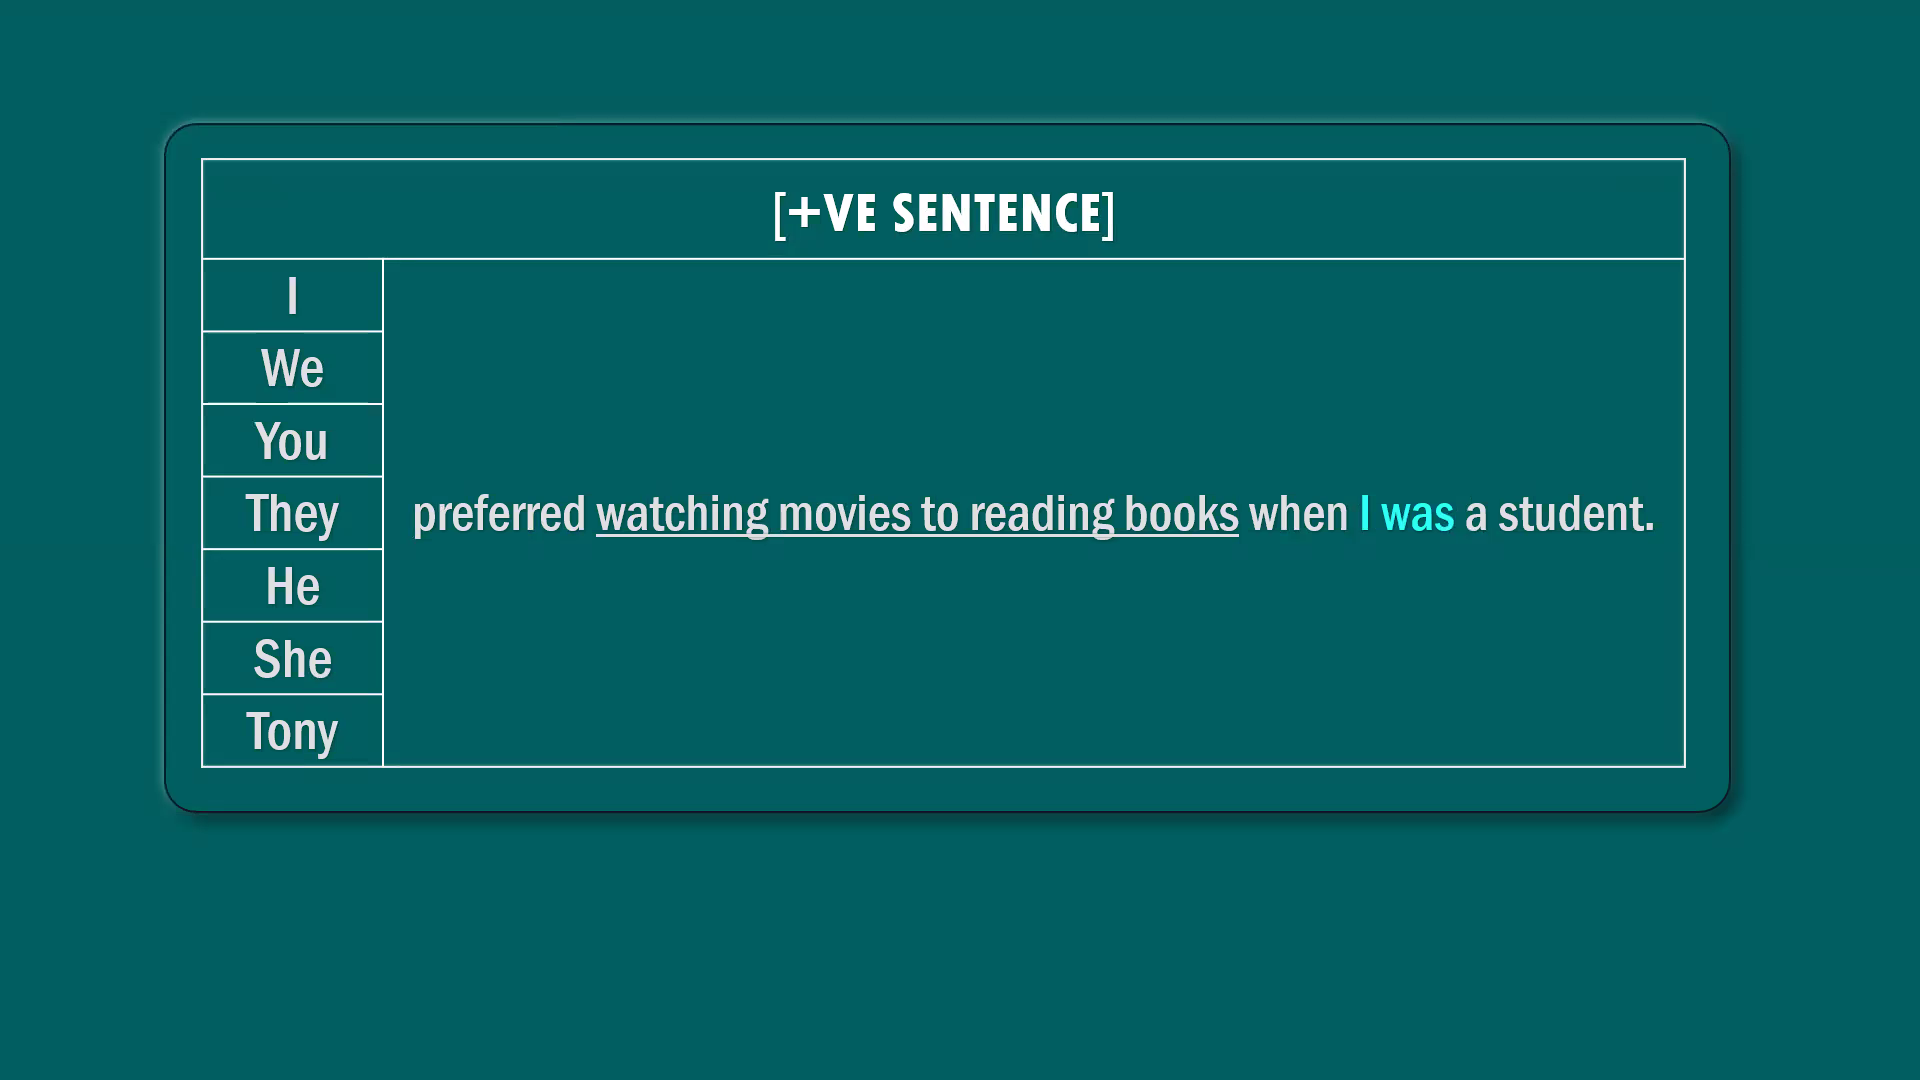 [+VE SENTENCE]
I
We
You
They
preferred watching movies to reading books when I was a student.
He
She
Tony